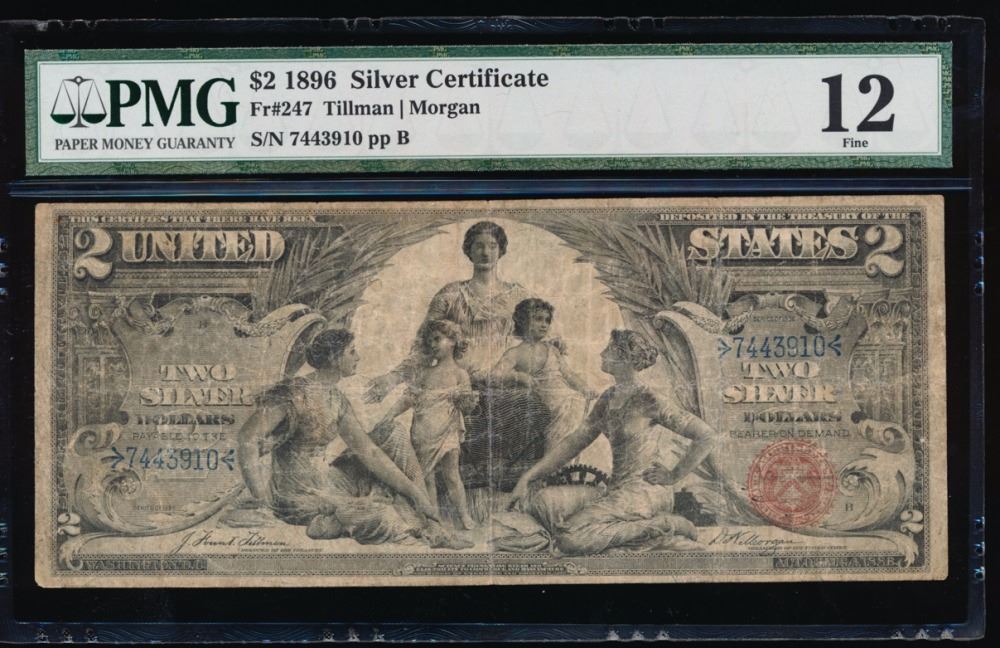 PMG
PAPER MONEY GUARANTY
$2 1896 Silver Certificate
Fr#247 Tillman | Morgan
S/N 7443910 pp B
12
Fine
THIS CERTIFIES THAT THERE HAVE BEEN
DEPOSITED IN THE TREASURY OF THE
2 UNITED
STATES 2
7443910
TWO
SILVER
DOLLARS
PAYABLE TO THE
7443910
TWO
SILVER
DOLLARS
BEARER ON DEMAND
B
2
2
WASHINGTON, D.C.